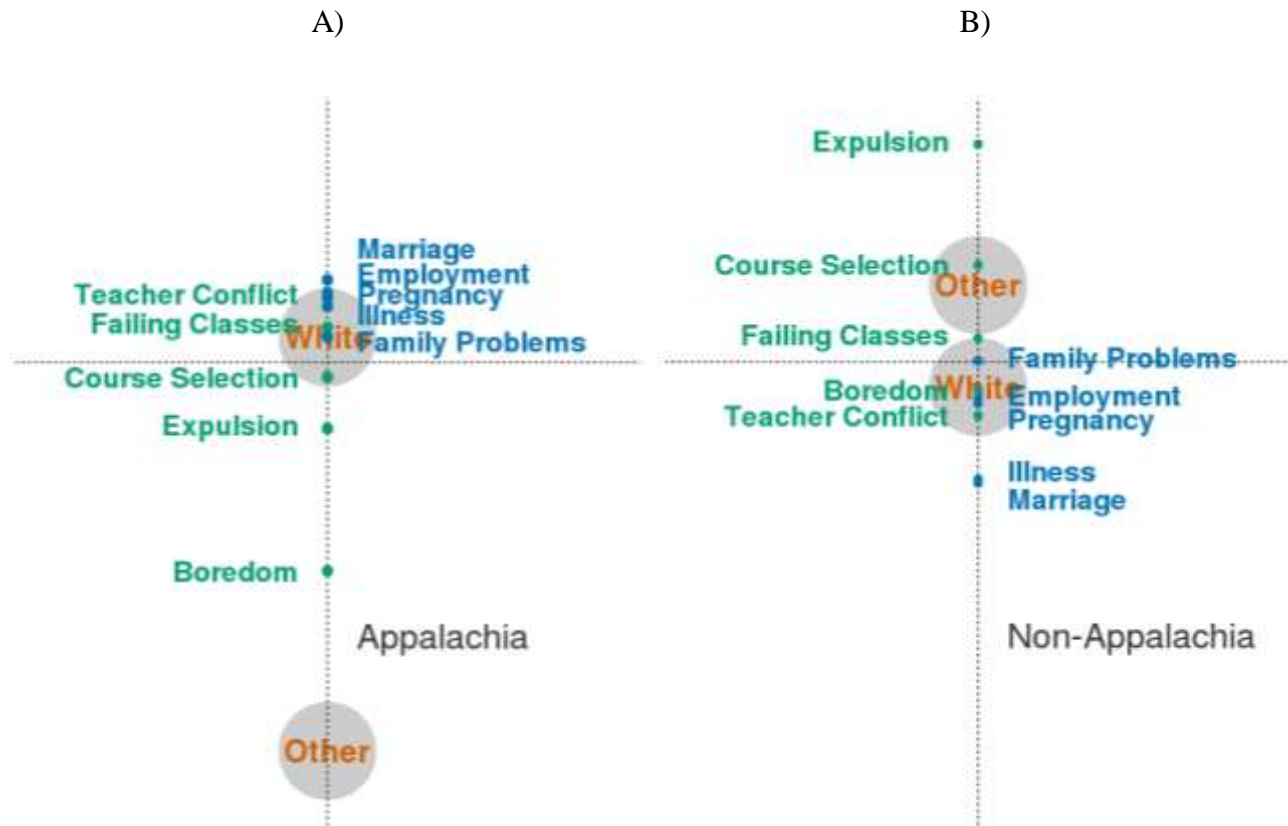 A)
B)
Marriage
Employment
Teacher Conflict
Pregnancy
Illness
Failing Classes
White
Family Problems
Course Selection
Expulsion
Boredom
Appalachia
Other
Expulsion
Course Selection
Other
Failing Classes
Family Problems
Boredom
White
Employment
Teacher Conflict
Pregnancy
Illness
Marriage
Non-Appalachia